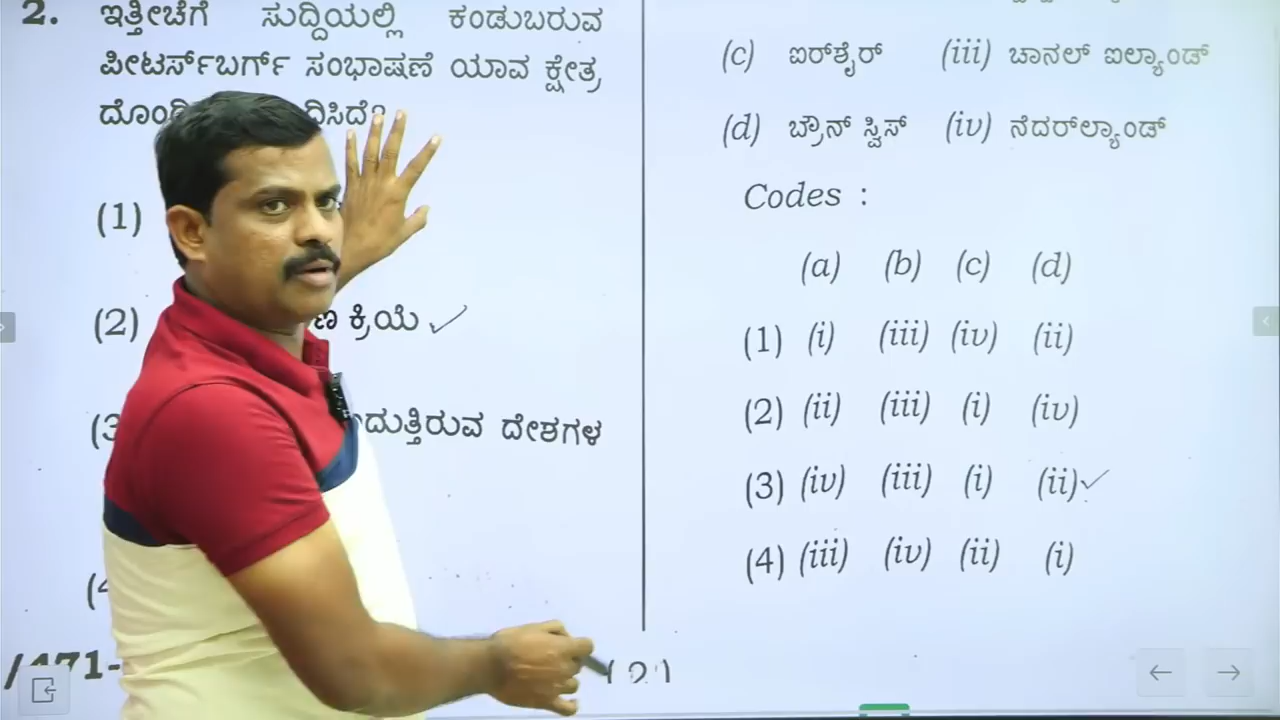 2. ಇತ್ತೀಚೆಗೆ ಸುದ್ದಿಯಲ್ಲಿ ಕಂಡುಬರುವ
ಪೀಟರ್ಸ್‌ಬರ್ಗ್ ಸಂಭಾಷಣೆ ಯಾವ ಕ್ಷೇತ್ರ
(1)
(2) ಕ್ರಿಯೆ
ದೇಶಗಳ
(c) ಐರ್‌ಶೈರ್ (iii) ಚಾನಲ್ ಐಲ್ಯಾಂಡ್
(d) ಬ್ರೌನ್ ಸ್ವಿಸ್ (iv) ನೆದರ್‌ಲ್ಯಾಂಡ್
Codes :
(a) (b) (c) (d)
(1) (i) (iii) (iv) (ii)
(2) (ii) (iii) (i) (iv)
(3) (iv) (iii) (i) (ii)
(4) (iii) (iv) (ii) (i)